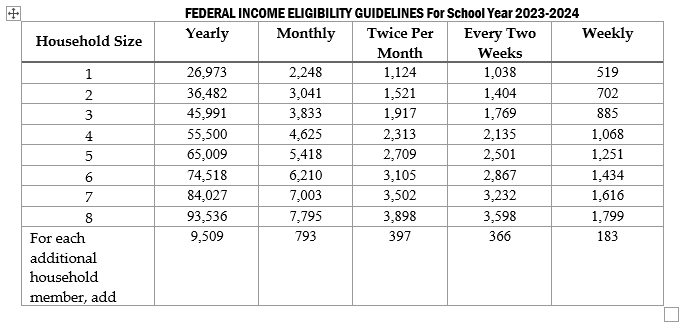 FEDERAL INCOME ELIGIBILITY GUIDELINES For School Year 2023-2024
Household Size Yearly Monthly Twice Per Month Every Two Weeks Weekly
1 26,973 2,248 1,124 1,038 519
2 36,482 3,041 1,521 1,404 702
3 45,991 3,833 1,917 1,769 885
4 55,500 4,625 2,313 2,135 1,068
5 65,009 5,418 2,709 2,501 1,251
6 74,518 6,210 3,105 2,867 1,434
7 84,027 7,003 3,502 3,232 1,616
8 93,536 7,795 3,898 3,598 1,799
For each additional household member, add 9,509 793 397 366 183